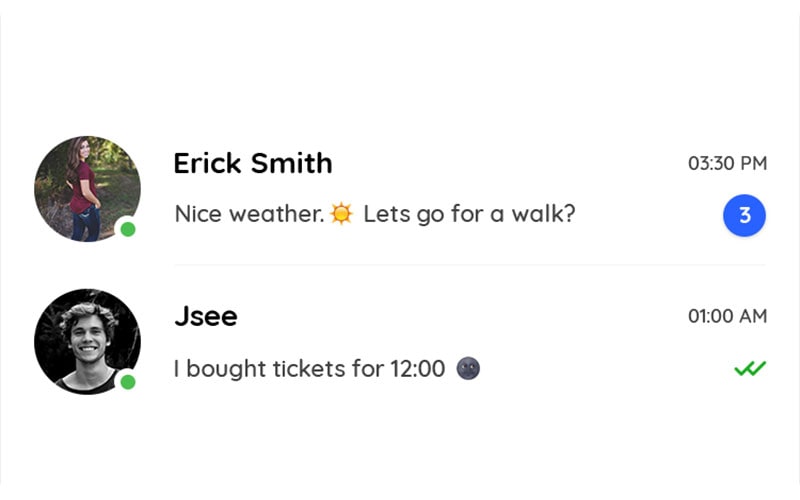 Erick Smith
03:30 PM
Nice weather.☀️ Lets go for a walk?
3
Jsee
01:00 AM
I bought tickets for 12:00 🌚